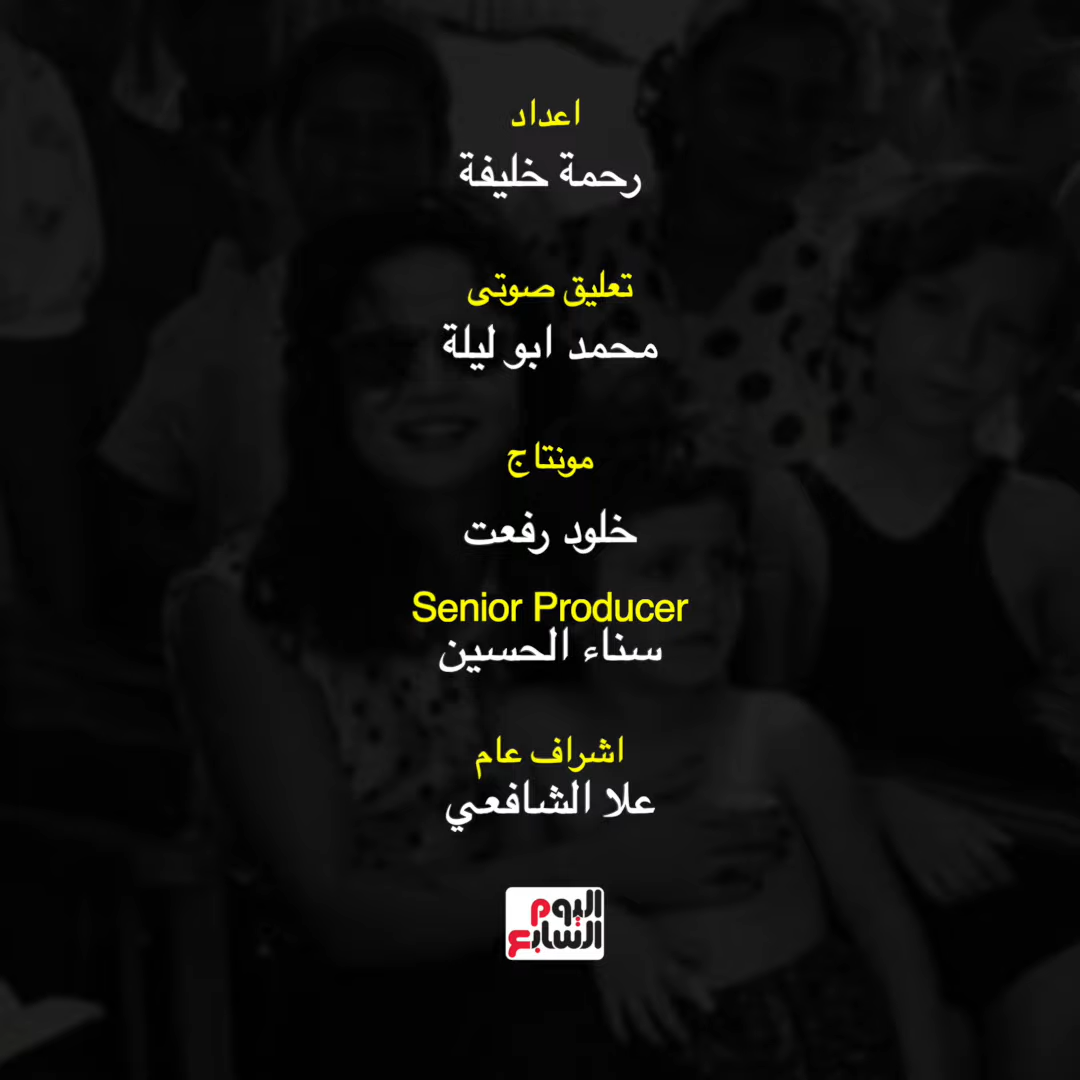 اعداد
رحمة خليفة
تعليق صوتى
محمد ابو ليلة
مونتاج
خلود رفعت
Senior Producer
سناء الحسين
اشراف عام
علا الشافعي
اليوم
السابع